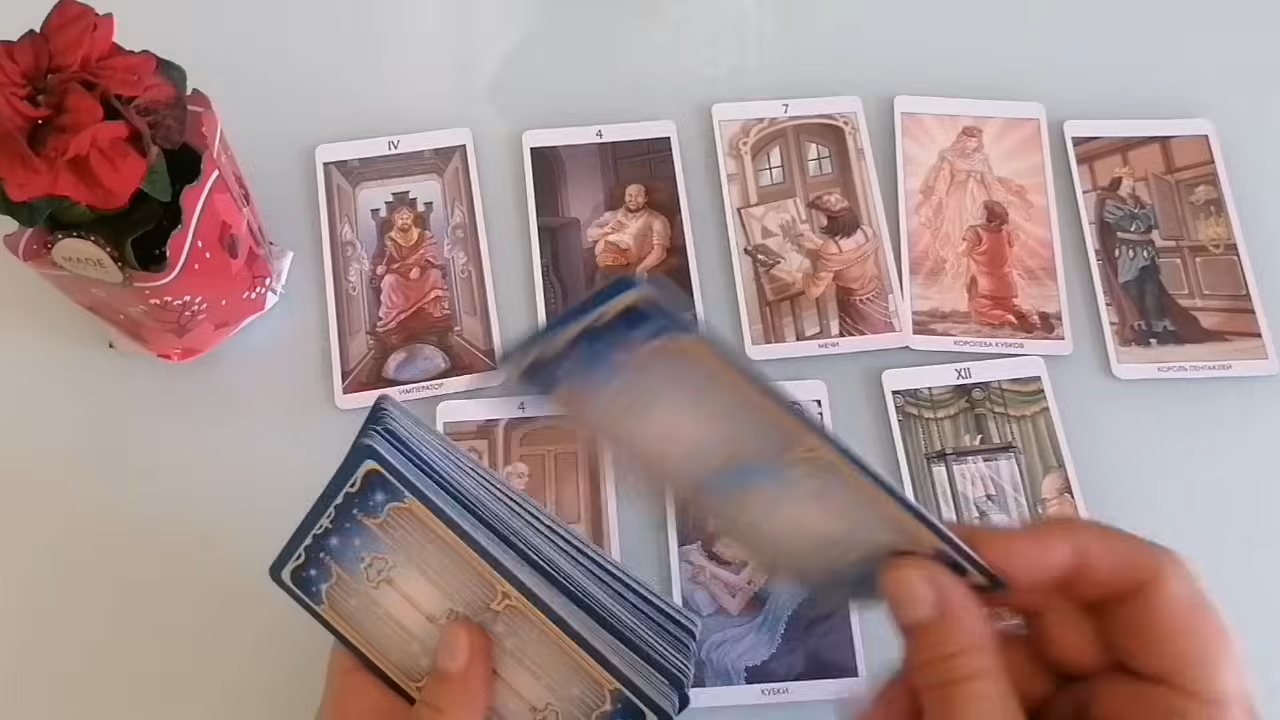 MADE
IV
ИМПЕРАТОР
4
7
МЕЧИ
КОРОЛЕВА КУБКОВ
КОРОЛЬ ПЕНТАКЛЕЙ
4
КУБКИ
XII